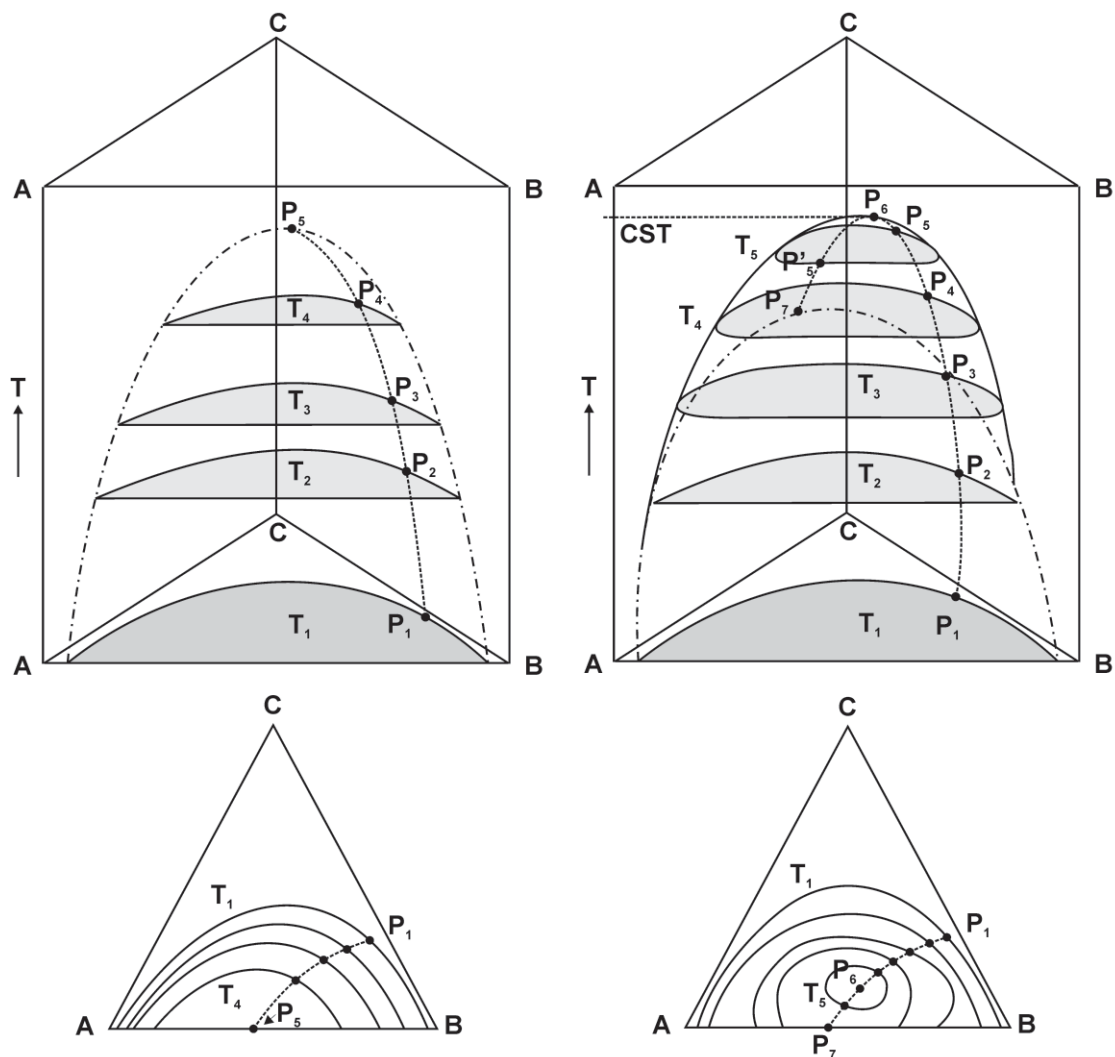 C
A
B
P₅
P₄
T₄
T
P₃
T₃
P₂
T₂
C
P₁
T₁
A
B
C
A
B
P₆
P₅
CST
T₅
P'₅
P₄
P₇
T₄
T
P₃
T₃
P₂
T₂
C
P₁
T₁
A
B
C
T₁
P₁
T₄
P₅
A
B
C
T₁
P₁
P₆
T₅
A
B
P₇